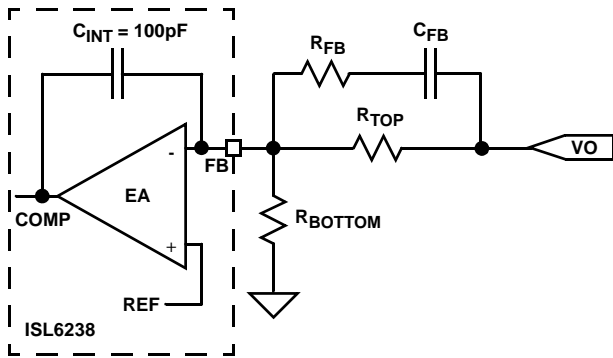 C_INT = 100pF
R_FB
C_FB
R_TOP
-
FB
VO
EA
COMP
R_BOTTOM
+
REF
ISL6238